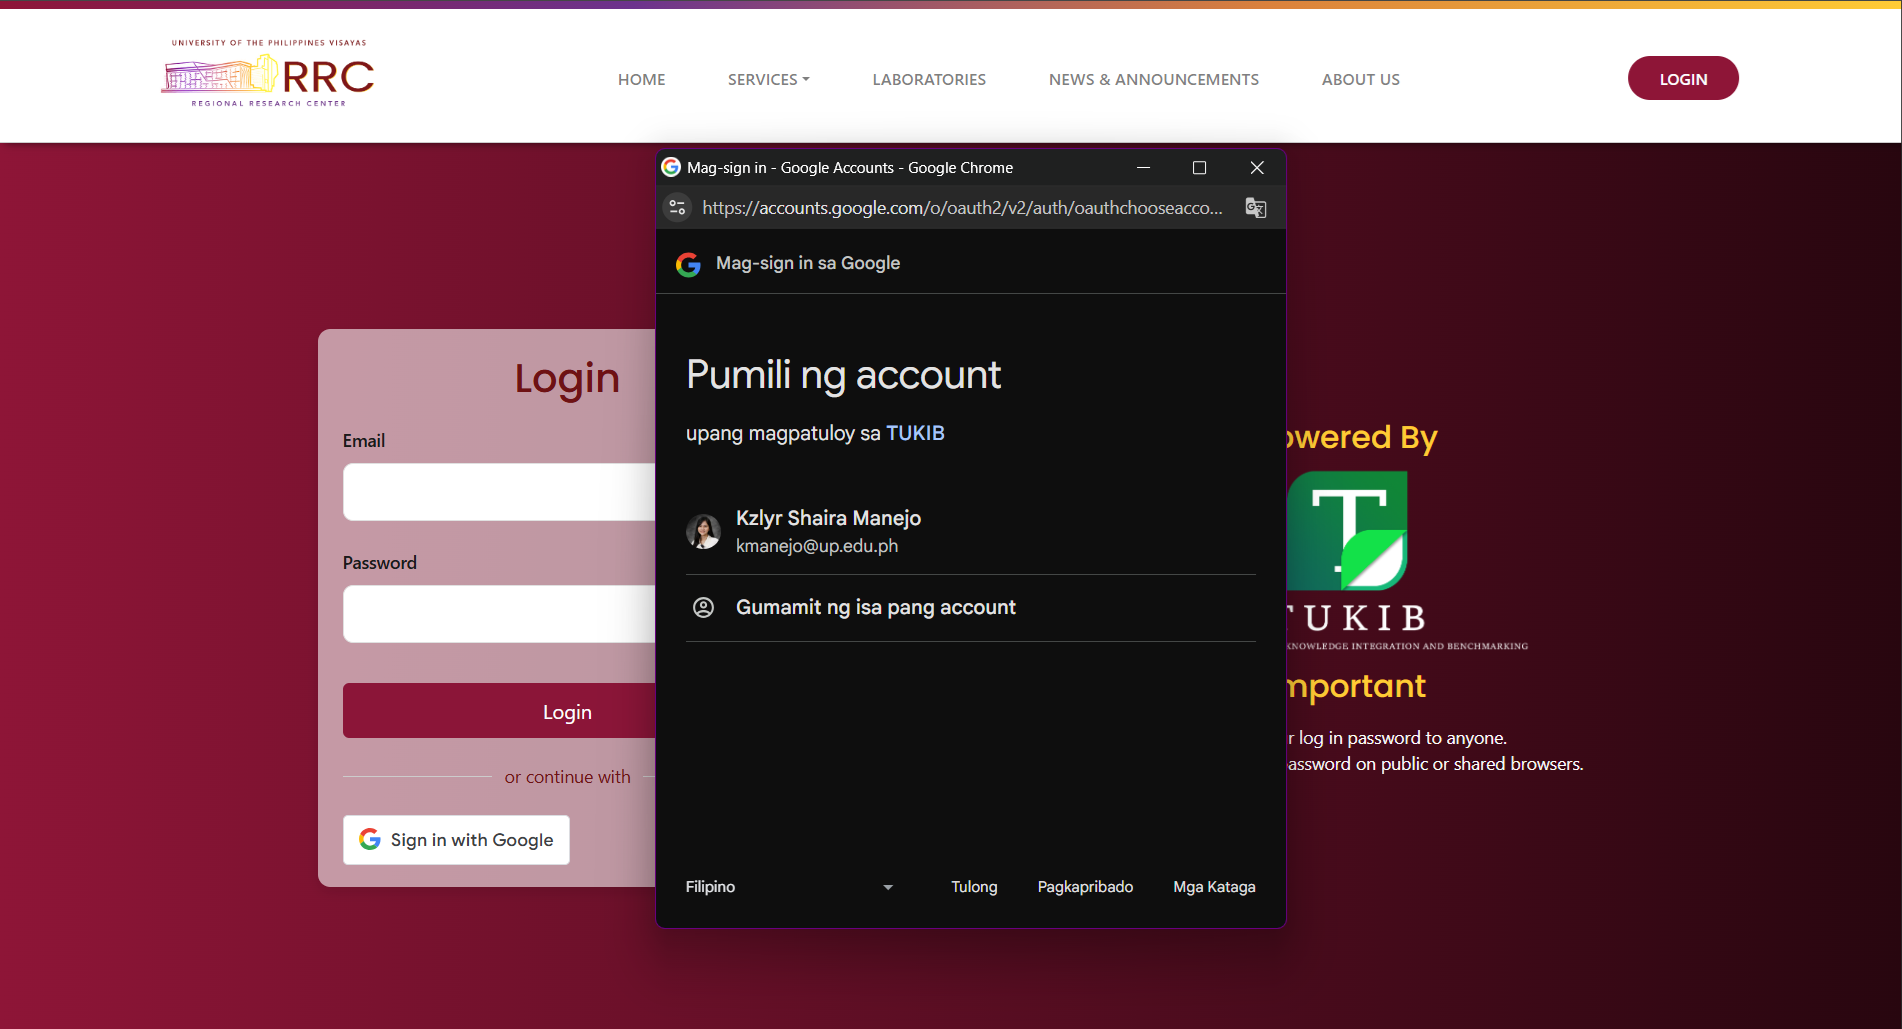 UNIVERSITY OF THE PHILIPPINES VISAYAS
RRC
REGIONAL RESEARCH CENTER
HOME
SERVICES
LABORATORIES
NEWS & ANNOUNCEMENTS
ABOUT US
LOGIN
Mag-sign in - Google Accounts - Google Chrome
https://accounts.google.com/o/oauth2/v2/auth/oauthchooseacco...
Mag-sign in sa Google
Pumili ng account
upang magpatuloy sa TUKIB
Kzlyr Shaira Manejo
kmanejo@up.edu.ph
Gumamit ng isa pang account
Filipino
Tulong
Pagkapribado
Mga Kataga
Login
Email
Password
Login
or continue with
Sign in with Google
owered By
T
TUKIB
KNOWLEDGE INTEGRATION AND BENCHMARKING
mportant
r log in password to anyone.
assword on public or shared browsers.